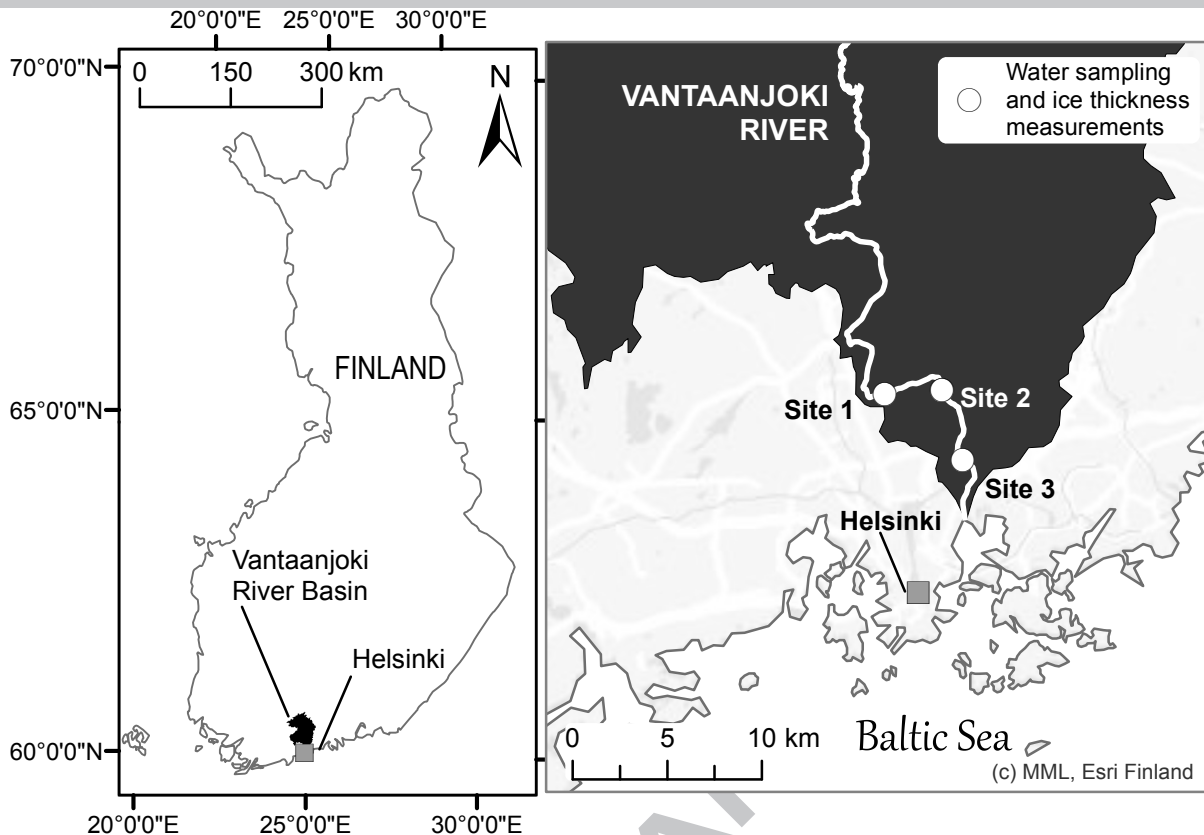 20°0'0"E 25°0'0"E 30°0'0"E
70°0'0"N
65°0'0"N
60°0'0"N
0 150 300 km
N
FINLAND
Vantaanjoki
River Basin
Helsinki
20°0'0"E 25°0'0"E 30°0'0"E
VANTAANJOKI
RIVER
Water sampling
and ice thickness
measurements
Site 1
Site 2
Site 3
Helsinki
0 5 10 km
Baltic Sea
(c) MML, Esri Finland